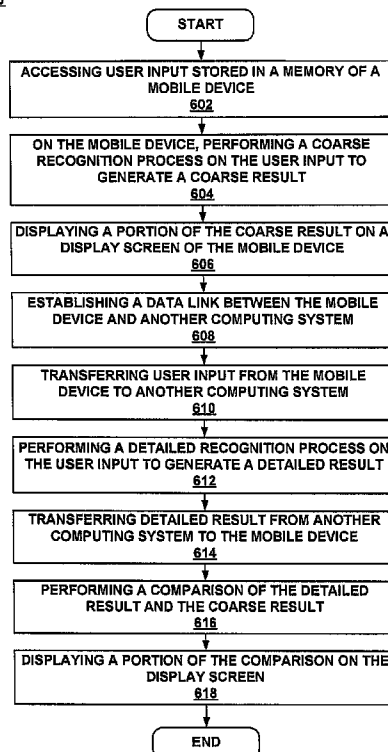 START
ACCESSING USER INPUT STORED IN A MEMORY OF A
MOBILE DEVICE
602
ON THE MOBILE DEVICE, PERFORMING A COARSE
RECOGNITION PROCESS ON THE USER INPUT TO
GENERATE A COARSE RESULT
604
DISPLAYING A PORTION OF THE COARSE RESULT ON A
DISPLAY SCREEN OF THE MOBILE DEVICE
606
ESTABLISHING A DATA LINK BETWEEN THE MOBILE
DEVICE AND ANOTHER COMPUTING SYSTEM
608
TRANSFERRING USER INPUT FROM THE MOBILE
DEVICE TO ANOTHER COMPUTING SYSTEM
610
PERFORMING A DETAILED RECOGNITION PROCESS ON
THE USER INPUT TO GENERATE A DETAILED RESULT
612
TRANSFERRING DETAILED RESULT FROM ANOTHER
COMPUTING SYSTEM TO THE MOBILE DEVICE
614
PERFORMING A COMPARISON OF THE DETAILED
RESULT AND THE COARSE RESULT
616
DISPLAYING A PORTION OF THE COMPARISON ON THE
DISPLAY SCREEN
618
END